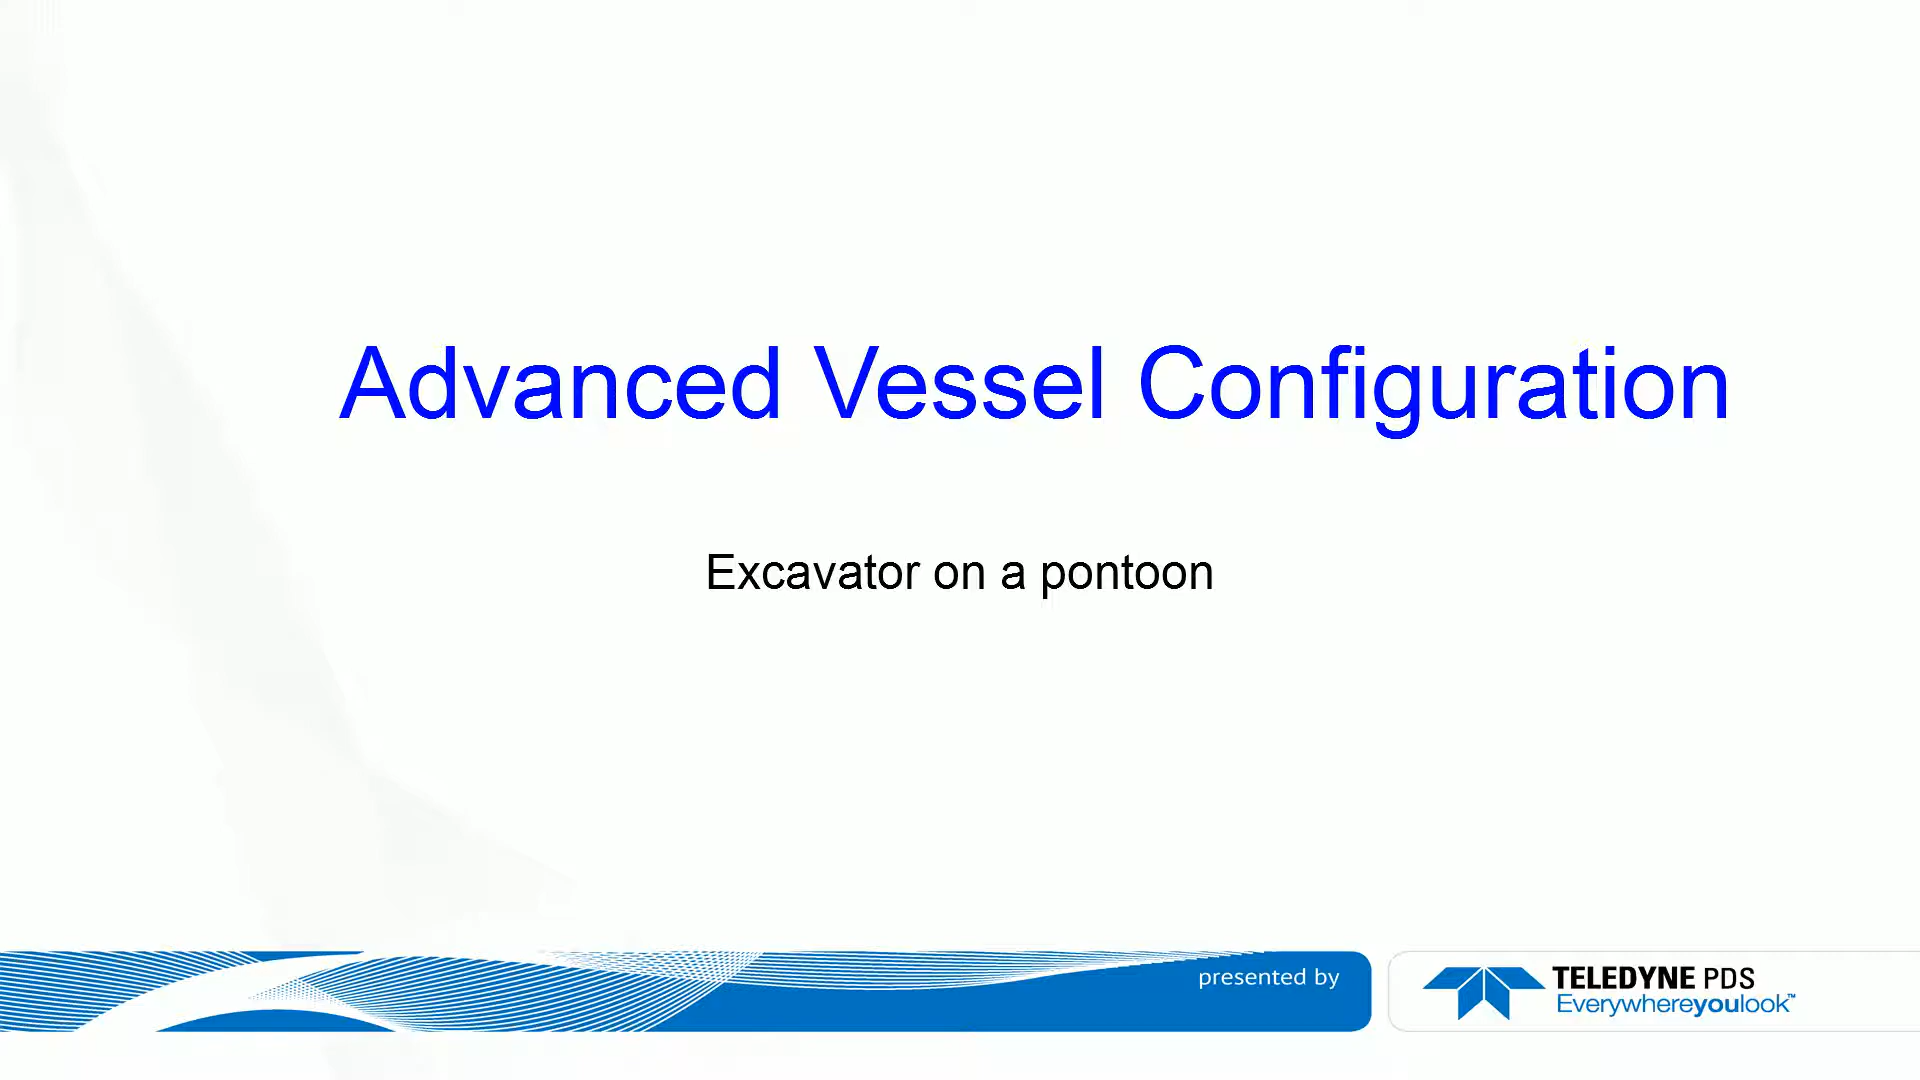 Advanced Vessel Configuration
Excavator on a pontoon
presented by
TELEDYNE PDS
Everywhereyoulook™